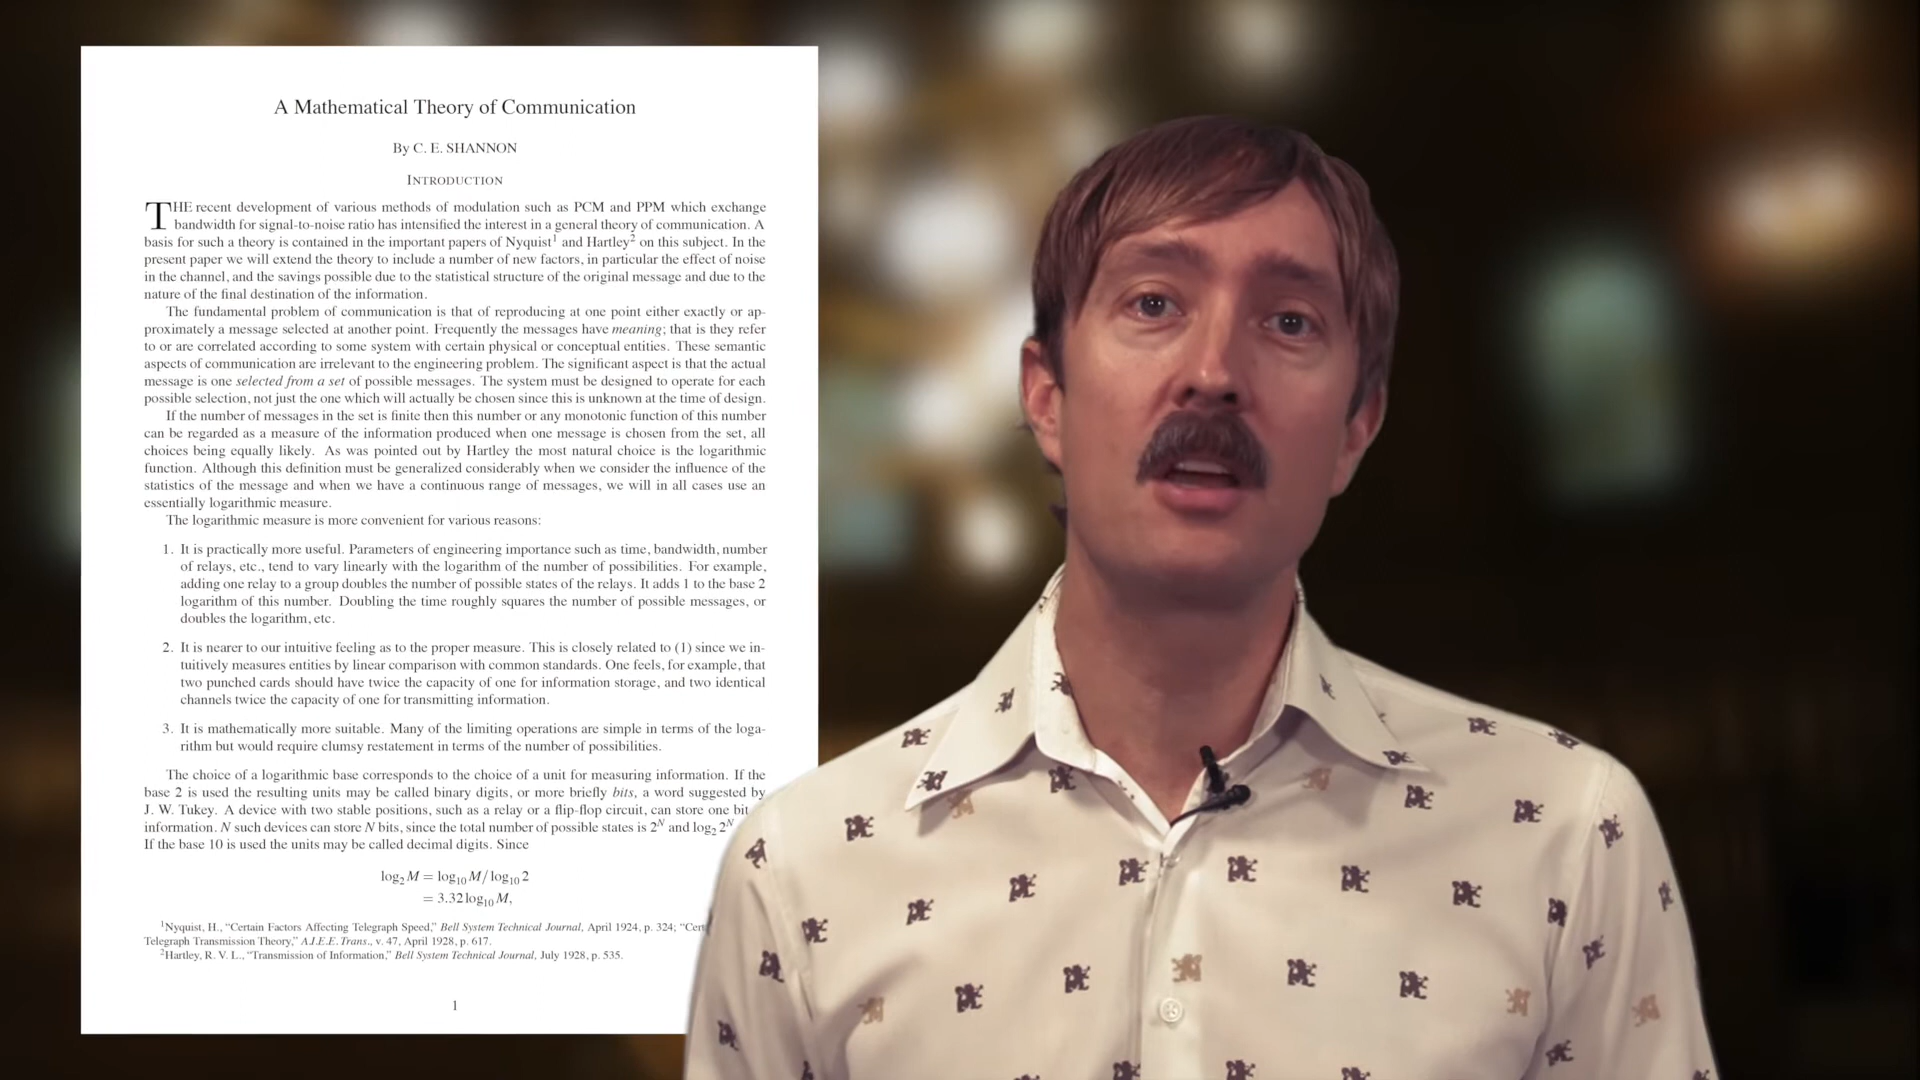 A Mathematical Theory of Communication
By C. E. SHANNON
INTRODUCTION
THE recent development of various methods of modulation such as PCM and PPM which exchange
bandwidth for signal-to-noise ratio has intensified the interest in a general theory of communication. A
basis for such a theory is contained in the important papers of Nyquist¹ and Hartley² on this subject. In the
present paper we will extend the theory to include a number of new factors, in particular the effect of noise
in the channel, and the savings possible due to the statistical structure of the original message and due to the
nature of the final destination of the information.
The fundamental problem of communication is that of reproducing at one point either exactly or ap-
proximately a message selected at another point. Frequently the messages have meaning; that is they refer
to or are correlated according to some system with certain physical or conceptual entities. These semantic
aspects of communication are irrelevant to the engineering problem. The significant aspect is that the actual
message is one selected from a set of possible messages. The system must be designed to operate for each
possible selection, not just the one which will actually be chosen since this is unknown at the time of design.
If the number of messages in the set is finite then this number or any monotonic function of this number
can be regarded as a measure of the information produced when one message is chosen from the set, all
choices being equally likely. As was pointed out by Hartley the most natural choice is the logarithmic
function. Although this definition must be generalized considerably when we consider the influence of the
statistics of the message and when we have a continuous range of messages, we will in all cases use an
essentially logarithmic measure.
The logarithmic measure is more convenient for various reasons:
1. It is practically more useful. Parameters of engineering importance such as time, bandwidth, number
of relays, etc., tend to vary linearly with the logarithm of the number of possibilities. For example,
adding one relay to a group doubles the number of possible states of the relays. It adds 1 to the base 2
logarithm of this number. Doubling the time roughly squares the number of possible messages, or
doubles the logarithm, etc.
2. It is nearer to our intuitive feeling as to the proper measure. This is closely related to (1) since we in-
tuitively measures entities by linear comparison with common standards. One feels, for example, that
two punched cards should have twice the capacity of one for information storage, and two identical
channels twice the capacity of one for transmitting information.
3. It is mathematically more suitable. Many of the limiting operations are simple in terms of the loga-
rithm but would require clumsy restatement in terms of the number of possibilities.
The choice of a logarithmic base corresponds to the choice of a unit for measuring information. If the
base 2 is used the resulting units may be called binary digits, or more briefly bits, a word suggested by
J. W. Tukey. A device with two stable positions, such as a relay or a flip-flop circuit, can store one bit
information. N such devices can store N bits, since the total number of possible states is 2^N and log₂ 2^N
If the base 10 is used the units may be called decimal digits. Since
log₂ M = log₁₀ M / log₁₀ 2
= 3.32 log₁₀ M,
¹Nyquist, H., “Certain Factors Affecting Telegraph Speed,” Bell System Technical Journal, April 1924, p. 324; “Cert
Telegraph Transmission Theory,” A.I.E.E. Trans., v. 47, April 1928, p. 617.
²Hartley, R. V. L., “Transmission of Information,” Bell System Technical Journal, July 1928, p. 535.
1